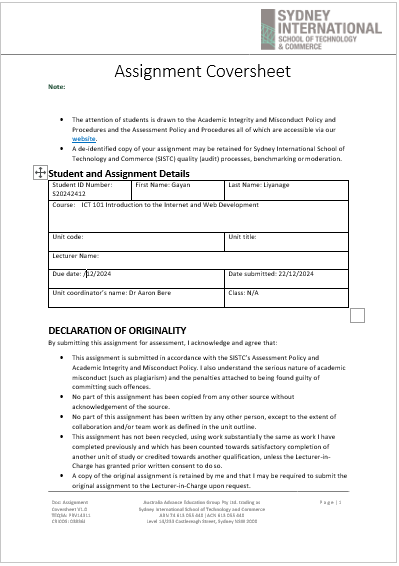 SYDNEY
INTERNATIONAL
SCHOOL OF TECHNOLOGY
& COMMERCE
Assignment Coversheet
Note:
• The attention of students is drawn to the Academic Integrity and Misconduct Policy and
Procedures and the Assessment Policy and Procedures all of which are accessible via our
website.
• A de-identified copy of your assignment may be retained for Sydney International School of
Technology and Commerce (SISTC) quality (audit) processes, benchmarking or moderation.
Student and Assignment Details
Student ID Number: First Name: Gayan Last Name: Liyanage
S20242412
Course: ICT 101 Introduction to the Internet and Web Development
Unit code: Unit title:
Lecturer Name:
Due date: /12/2024 Date submitted: 22/12/2024
Unit coordinator's name: Dr Aaron Bere Class: N/A
DECLARATION OF ORIGINALITY
By submitting this assignment for assessment, I acknowledge and agree that:
• This assignment is submitted in accordance with the SISTC's Assessment Policy and
Academic Integrity and Misconduct Policy. I also understand the serious nature of academic
misconduct (such as plagiarism) and the penalties attached to being found guilty of
committing such offences.
• No part of this assignment has been copied from any other source without
acknowledgement of the source.
• No part of this assignment has been written by any other person, except to the extent of
collaboration and/or team work as defined in the unit outline.
• This assignment has not been recycled, using work substantially the same as work I have
completed previously and which has been counted towards satisfactory completion of
another unit of study or credited towards another qualification, unless the Lecturer-in-
Charge has granted prior written consent to do so.
• A copy of the original assignment is retained by me and that I may be required to submit the
original assignment to the Lecturer-in-Charge upon request.
Doc: Assignment Australia Advance Education Group Pty Ltd. trading as Page | 1
Coversheet V1.0 Sydney International School of Technology and Commerce
TEQSA: PRV14311
Level 14/233 Castlereagh Street, Sydney NSW 2000